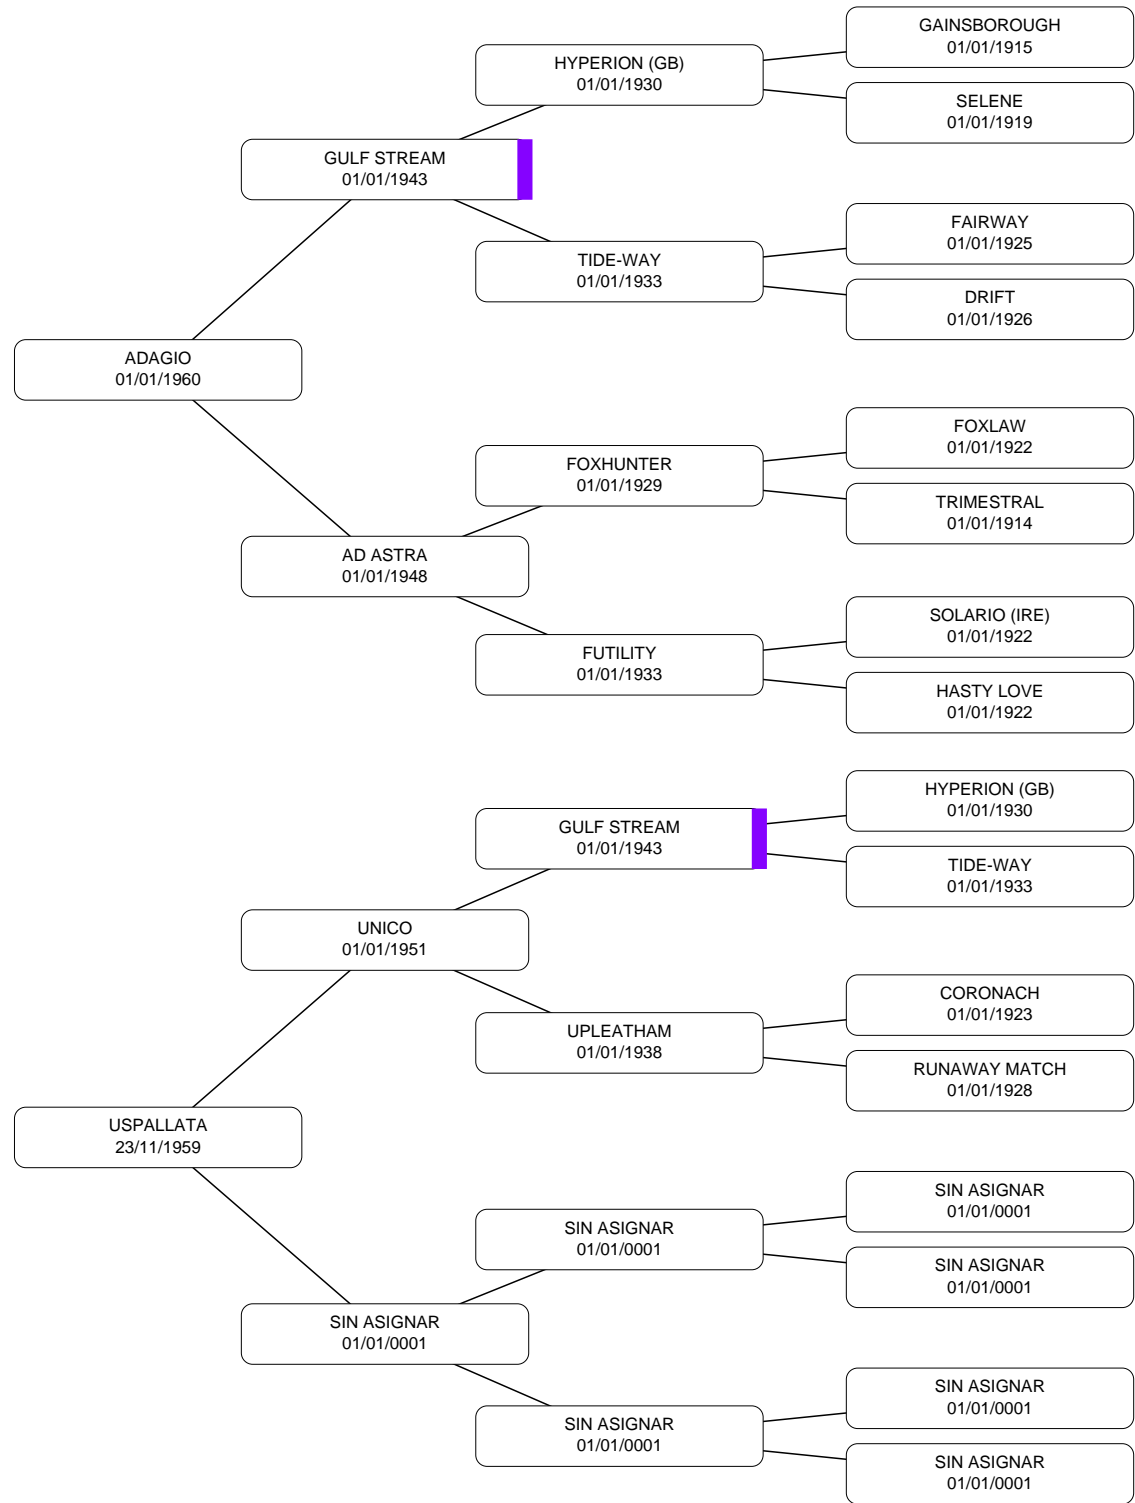 GAINSBOROUGH
01/01/1915
HYPERION (GB)
01/01/1930
SELENE
01/01/1919
GULF STREAM
01/01/1943
FAIRWAY
01/01/1925
TIDE-WAY
01/01/1933
DRIFT
01/01/1926
ADAGIO
01/01/1960
FOXLAW
01/01/1922
FOXHUNTER
01/01/1929
TRIMESTRAL
01/01/1914
AD ASTRA
01/01/1948
SOLARIO (IRE)
01/01/1922
FUTILITY
01/01/1933
HASTY LOVE
01/01/1922
HYPERION (GB)
01/01/1930
GULF STREAM
01/01/1943
TIDE-WAY
01/01/1933
UNICO
01/01/1951
CORONACH
01/01/1923
UPLEATHAM
01/01/1938
RUNAWAY MATCH
01/01/1928
USPALLATA
23/11/1959
SIN ASIGNAR
01/01/0001
SIN ASIGNAR
01/01/0001
SIN ASIGNAR
01/01/0001
SIN ASIGNAR
01/01/0001
SIN ASIGNAR
01/01/0001
SIN ASIGNAR
01/01/0001
SIN ASIGNAR
01/01/0001